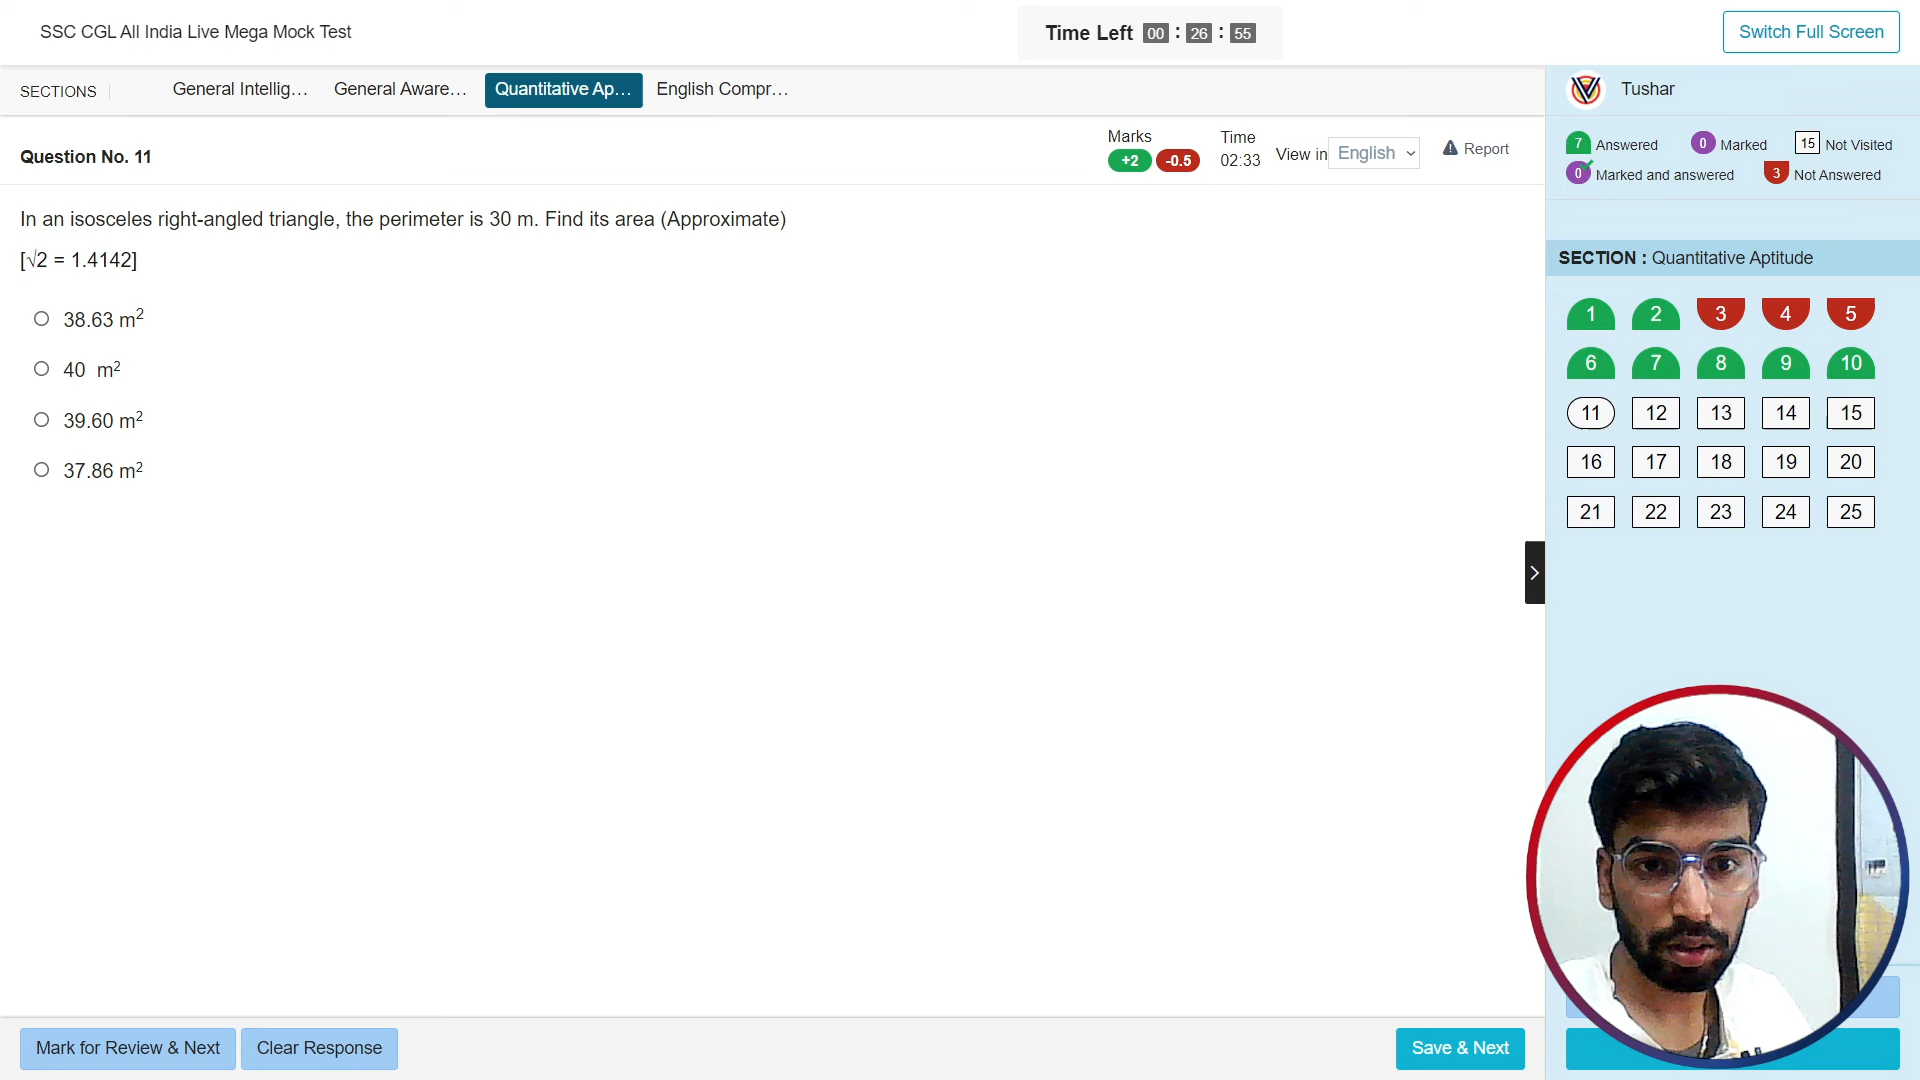 SSC CGL All India Live Mega Mock Test
Time Left 00 : 26 : 55
Switch Full Screen
SECTIONS
General Intellig...
General Aware...
Quantitative Ap...
English Compr...
Tushar
Question No. 11
Marks
+2 -0.5
Time
02:33
View in English
Report
7 Answered
0 Marked
15 Not Visited
0 Marked and answered
3 Not Answered
In an isosceles right-angled triangle, the perimeter is 30 m. Find its area (Approximate)
[√2 = 1.4142]
38.63 m²
40 m²
39.60 m²
37.86 m²
SECTION : Quantitative Aptitude
1 2 3 4 5
6 7 8 9 10
11 12 13 14 15
16 17 18 19 20
21 22 23 24 25
Mark for Review & Next
Clear Response
Save & Next